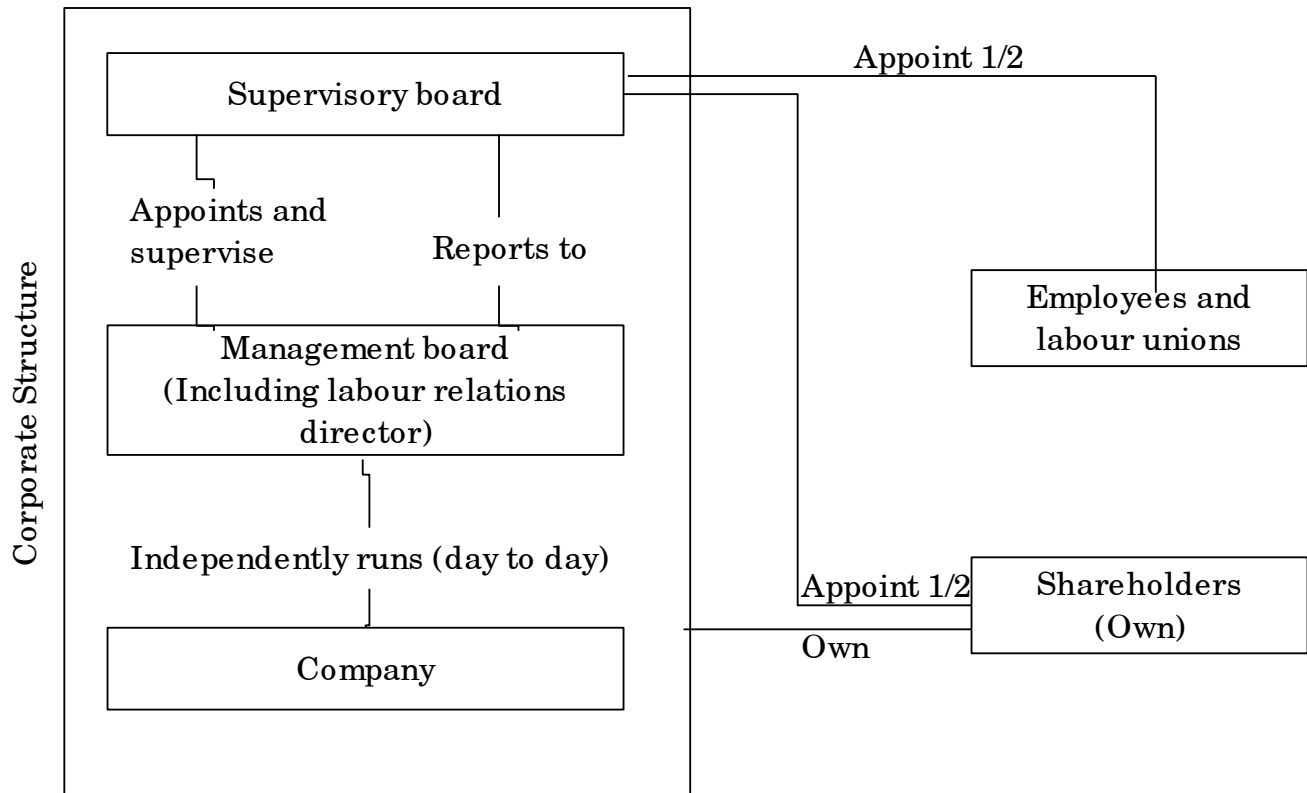 Appoint 1/2
Supervisory board
Appoints and
supervise
Reports to
Corporate Structure
Employees and
labour unions
Management board
(Including labour relations
director)
Independently runs (day to day)
Appoint 1/2
Shareholders
(Own)
Own
Company